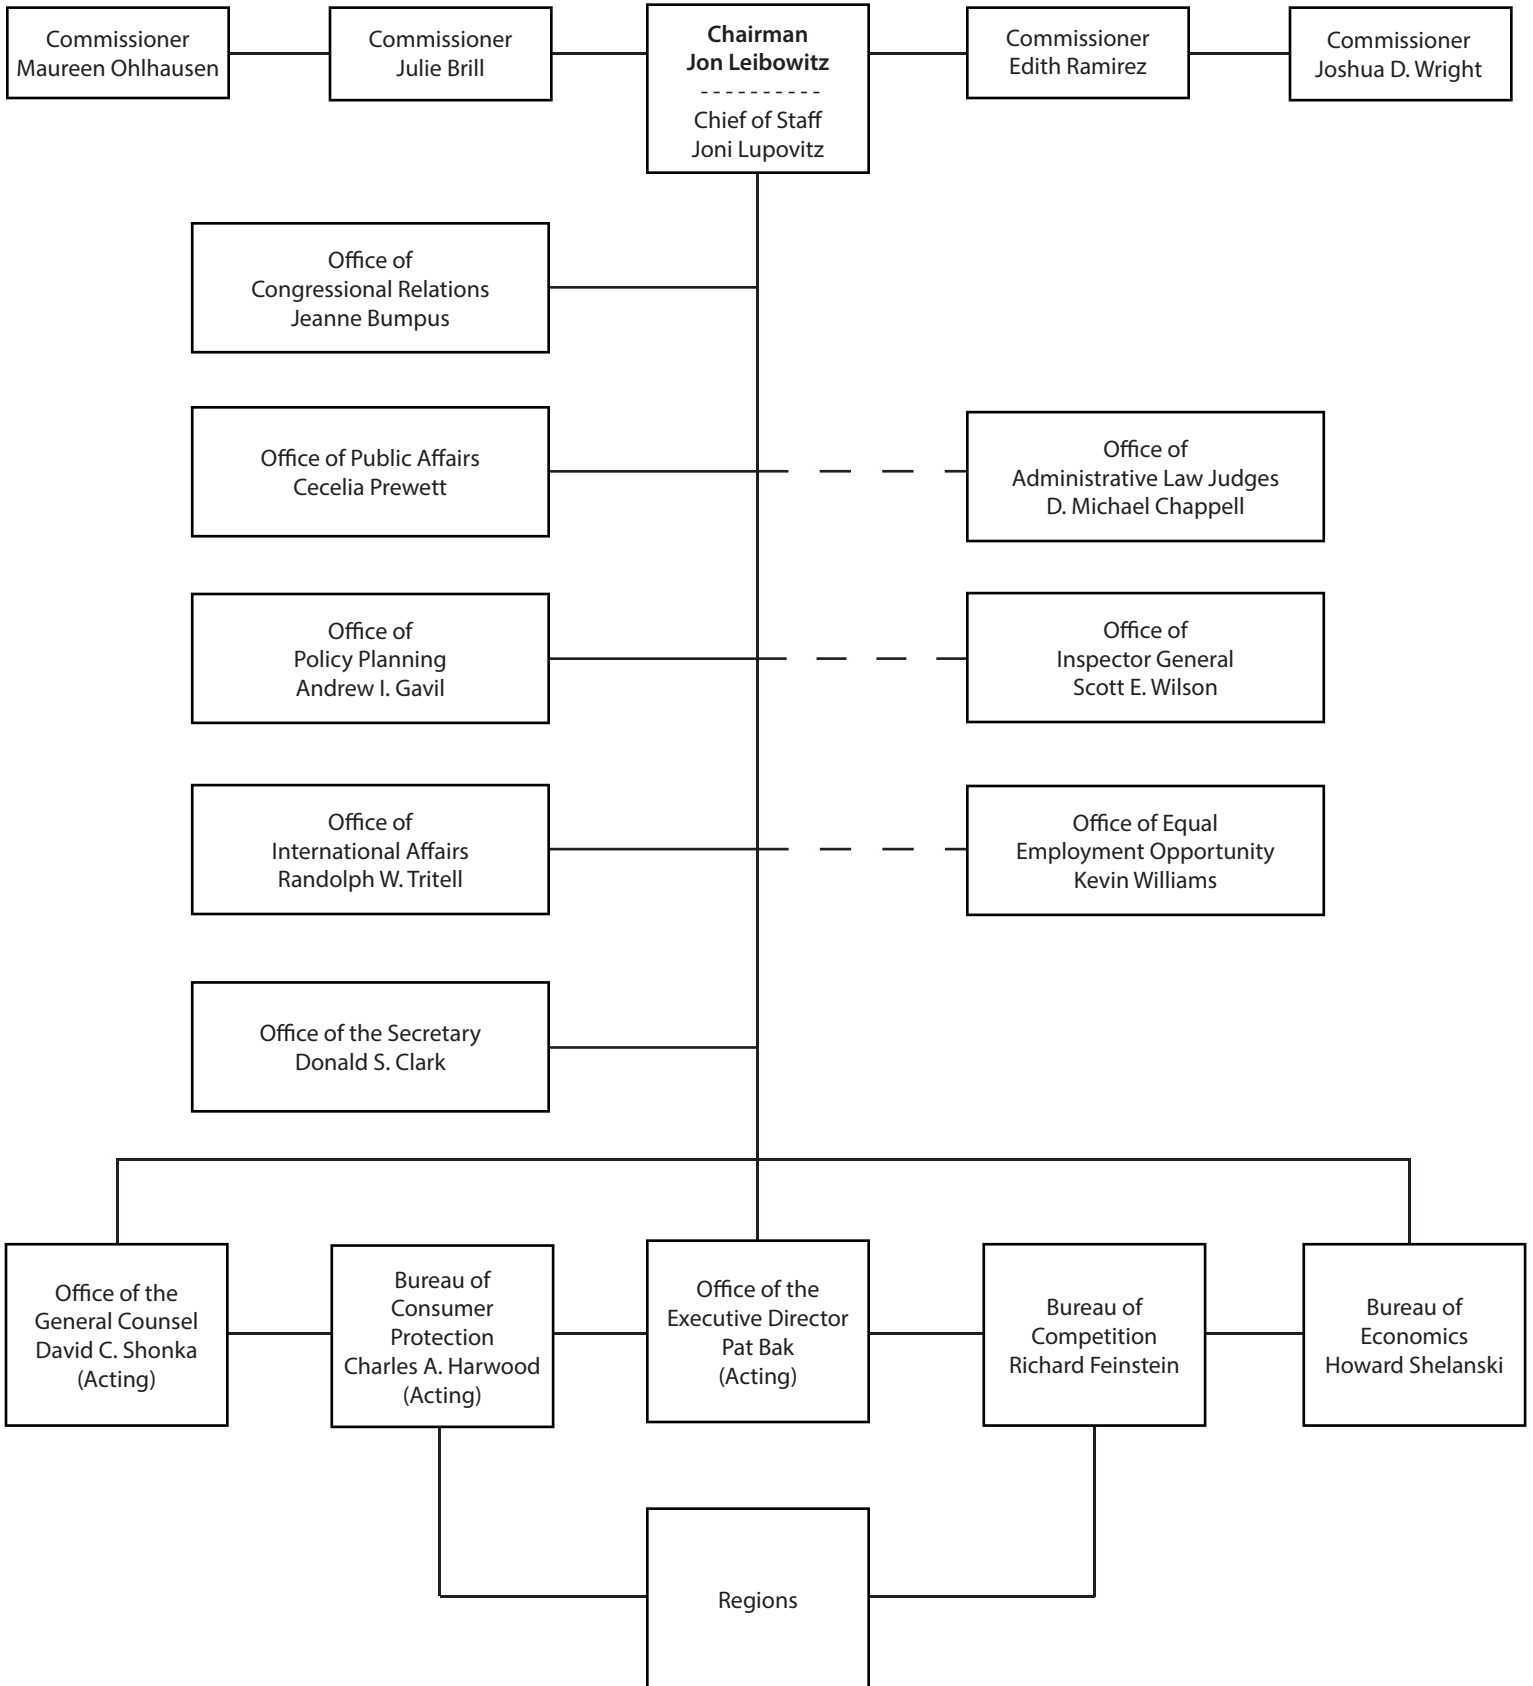 Commissioner
Maureen Ohlhausen
Commissioner
Julie Brill
Chairman
Jon Leibowitz
----------
Chief of Staff
Joni Lupovitz
Commissioner
Edith Ramirez
Commissioner
Joshua D. Wright
Office of
Congressional Relations
Jeanne Bumpus
Office of Public Affairs
Cecelia Prewett
Office of
Administrative Law Judges
D. Michael Chappell
Office of
Policy Planning
Andrew I. Gavil
Office of
Inspector General
Scott E. Wilson
Office of
International Affairs
Randolph W. Tritell
Office of Equal
Employment Opportunity
Kevin Williams
Office of the Secretary
Donald S. Clark
Office of the
General Counsel
David C. Shonka
(Acting)
Bureau of
Consumer
Protection
Charles A. Harwood
(Acting)
Office of the
Executive Director
Pat Bak
(Acting)
Bureau of
Competition
Richard Feinstein
Bureau of
Economics
Howard Shelanski
Regions